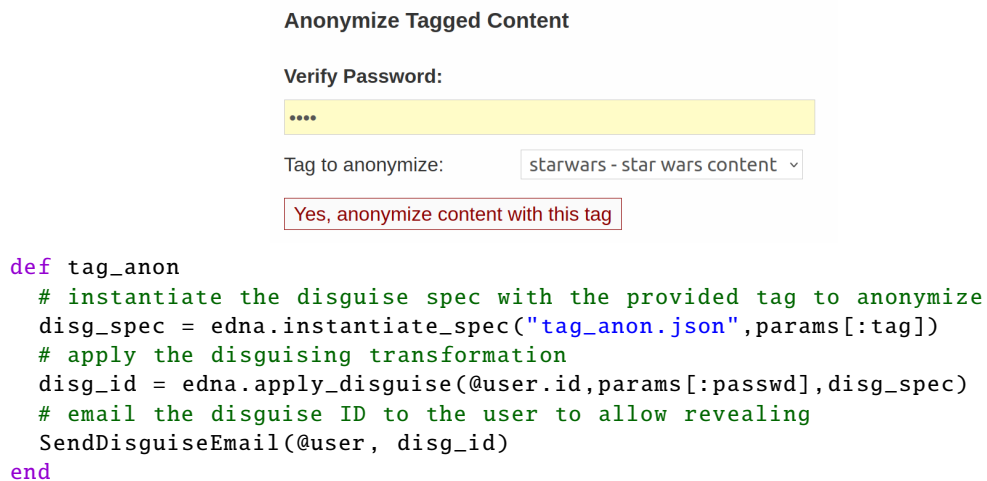 Anonymize Tagged Content
Verify Password:
••••
Tag to anonymize: starwars - star wars content
Yes, anonymize content with this tag
def tag_anon
  # instantiate the disguise spec with the provided tag to anonymize
  disg_spec = edna.instantiate_spec("tag_anon.json",params[:tag])
  # apply the disguising transformation
  disg_id = edna.apply_disguise(@user.id,params[:passwd],disg_spec)
  # email the disguise ID to the user to allow revealing
  SendDisguiseEmail(@user, disg_id)
end